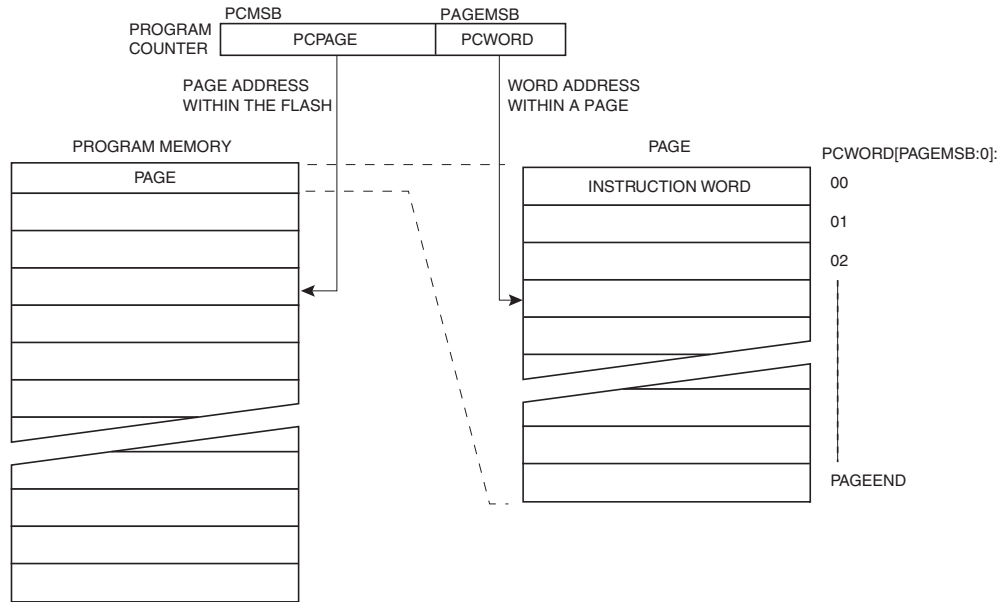 PCMSB PAGEMSB
PROGRAM
COUNTER
PCPAGE PCWORD
PAGE ADDRESS
WITHIN THE FLASH
WORD ADDRESS
WITHIN A PAGE
PROGRAM MEMORY
PAGE
PAGE
PCWORD[PAGEMSB:0]:
INSTRUCTION WORD
00
01
02
PAGEEND